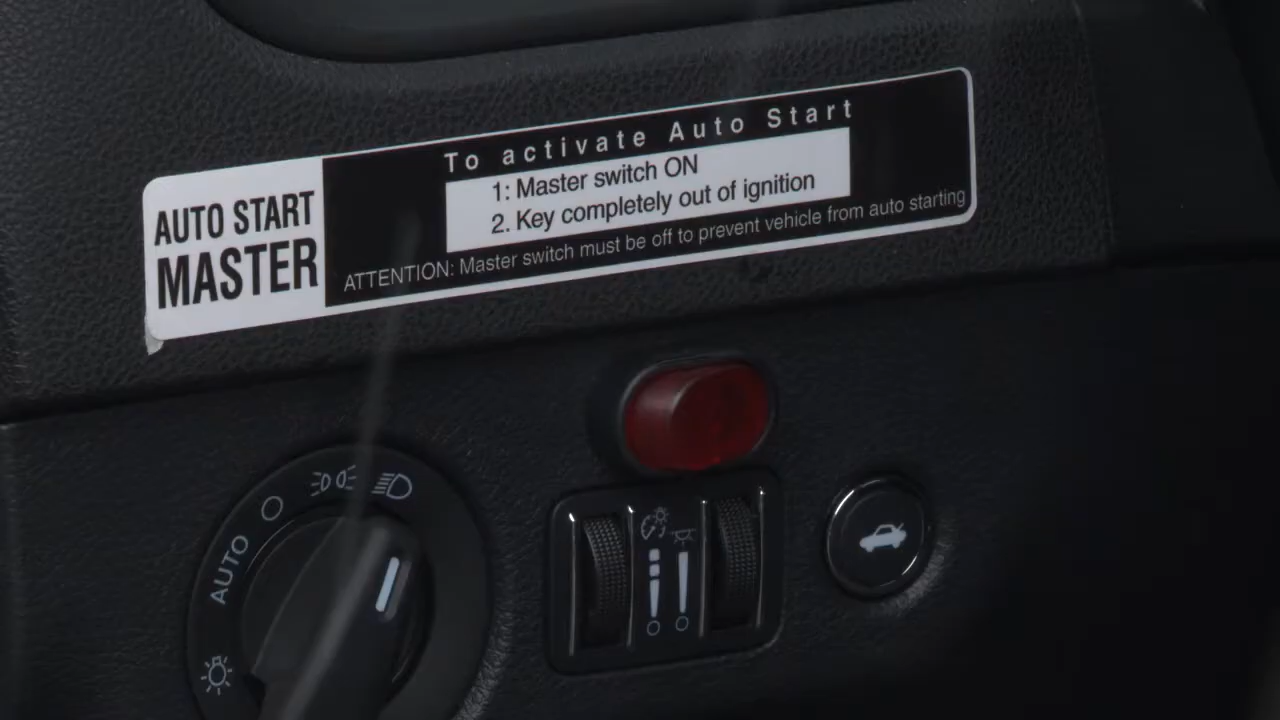 AUTO START
MASTER
To activate Auto Start
1: Master switch ON
2. Key completely out of ignition
ATTENTION: Master switch must be off to prevent vehicle from auto starting
AUTO